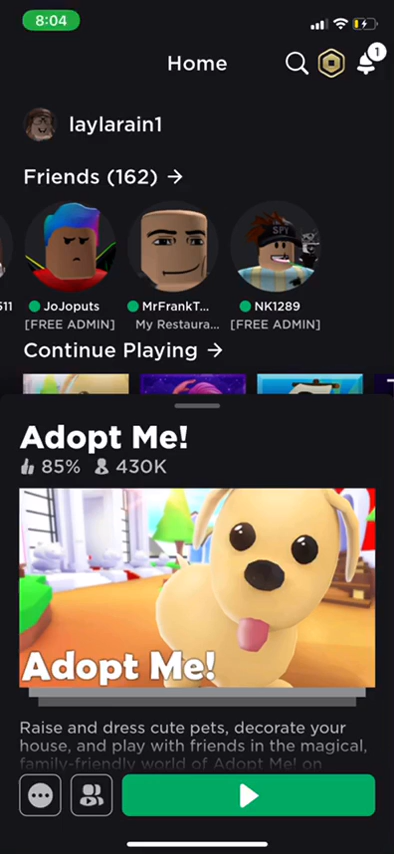 8:04
Home
1
laylarain1
Friends (162) →
511
JoJoputs
MrFrankT...
NK1289
[FREE ADMIN]
My Restaura...
[FREE ADMIN]
SPY
Continue Playing →
Adopt Me!
85% 430K
Adopt Me!
Raise and dress cute pets, decorate your
house, and play with friends in the magical,
family-friendly world of Adopt Me! on